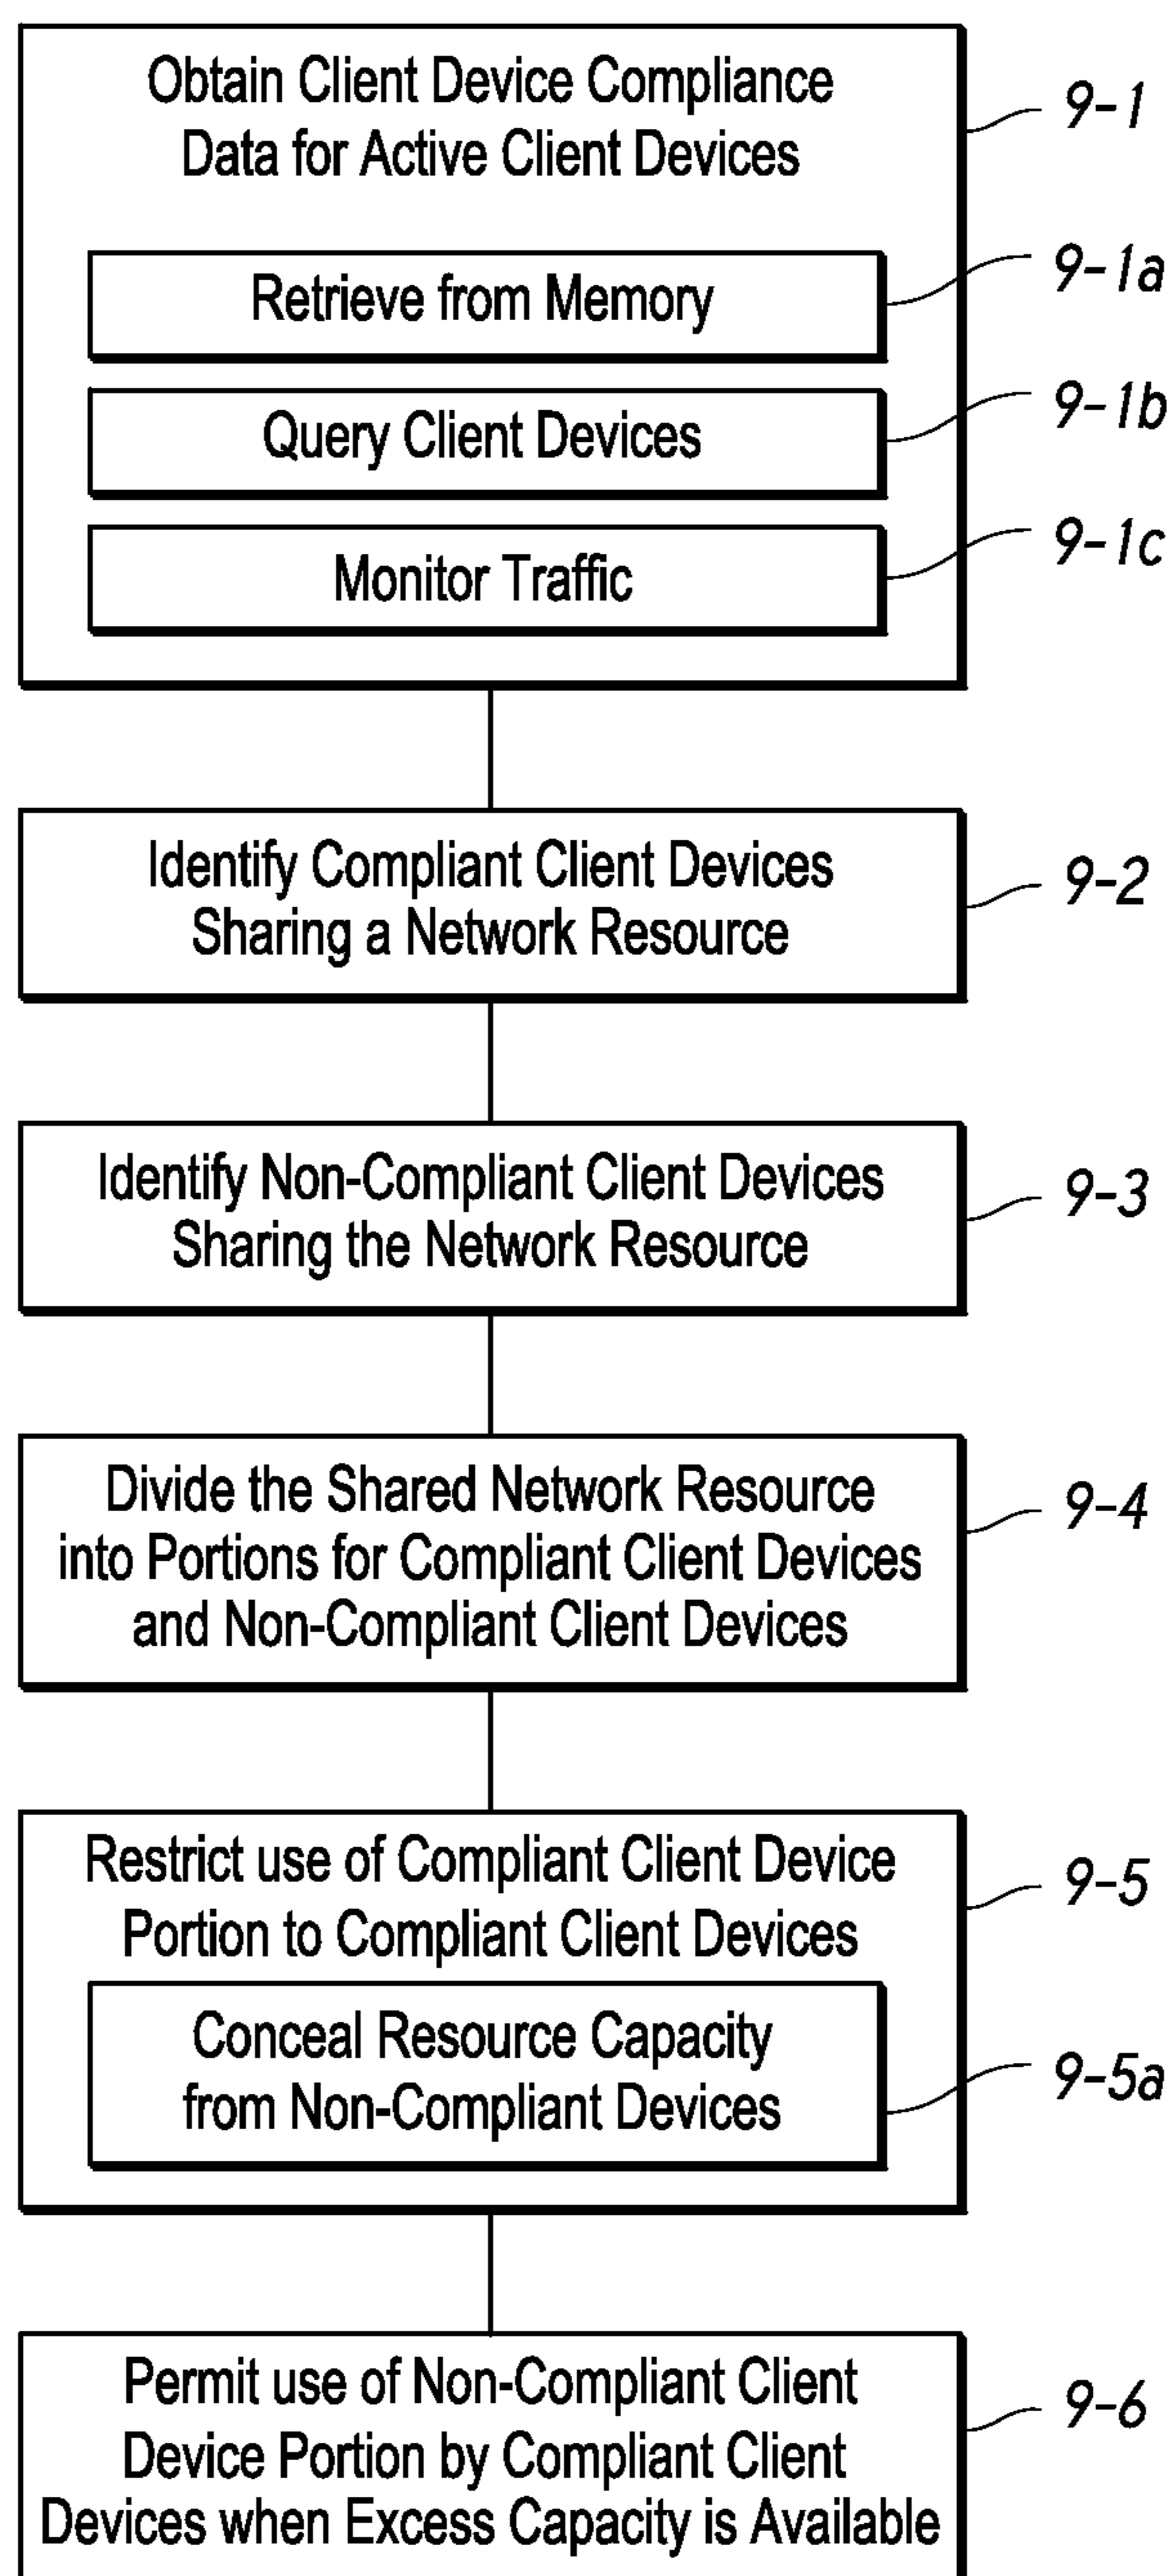 Obtain Client Device Compliance
Data for Active Client Devices
9-1
Retrieve from Memory
9-1a
Query Client Devices
9-1b
Monitor Traffic
9-1c
Identify Compliant Client Devices
Sharing a Network Resource
9-2
Identify Non-Compliant Client Devices
Sharing the Network Resource
9-3
Divide the Shared Network Resource
into Portions for Compliant Client Devices
and Non-Compliant Client Devices
9-4
Restrict use of Compliant Client Device
Portion to Compliant Client Devices
9-5
Conceal Resource Capacity
from Non-Compliant Devices
9-5a
Permit use of Non-Compliant Client
Device Portion by Compliant Client
Devices when Excess Capacity is Available
9-6